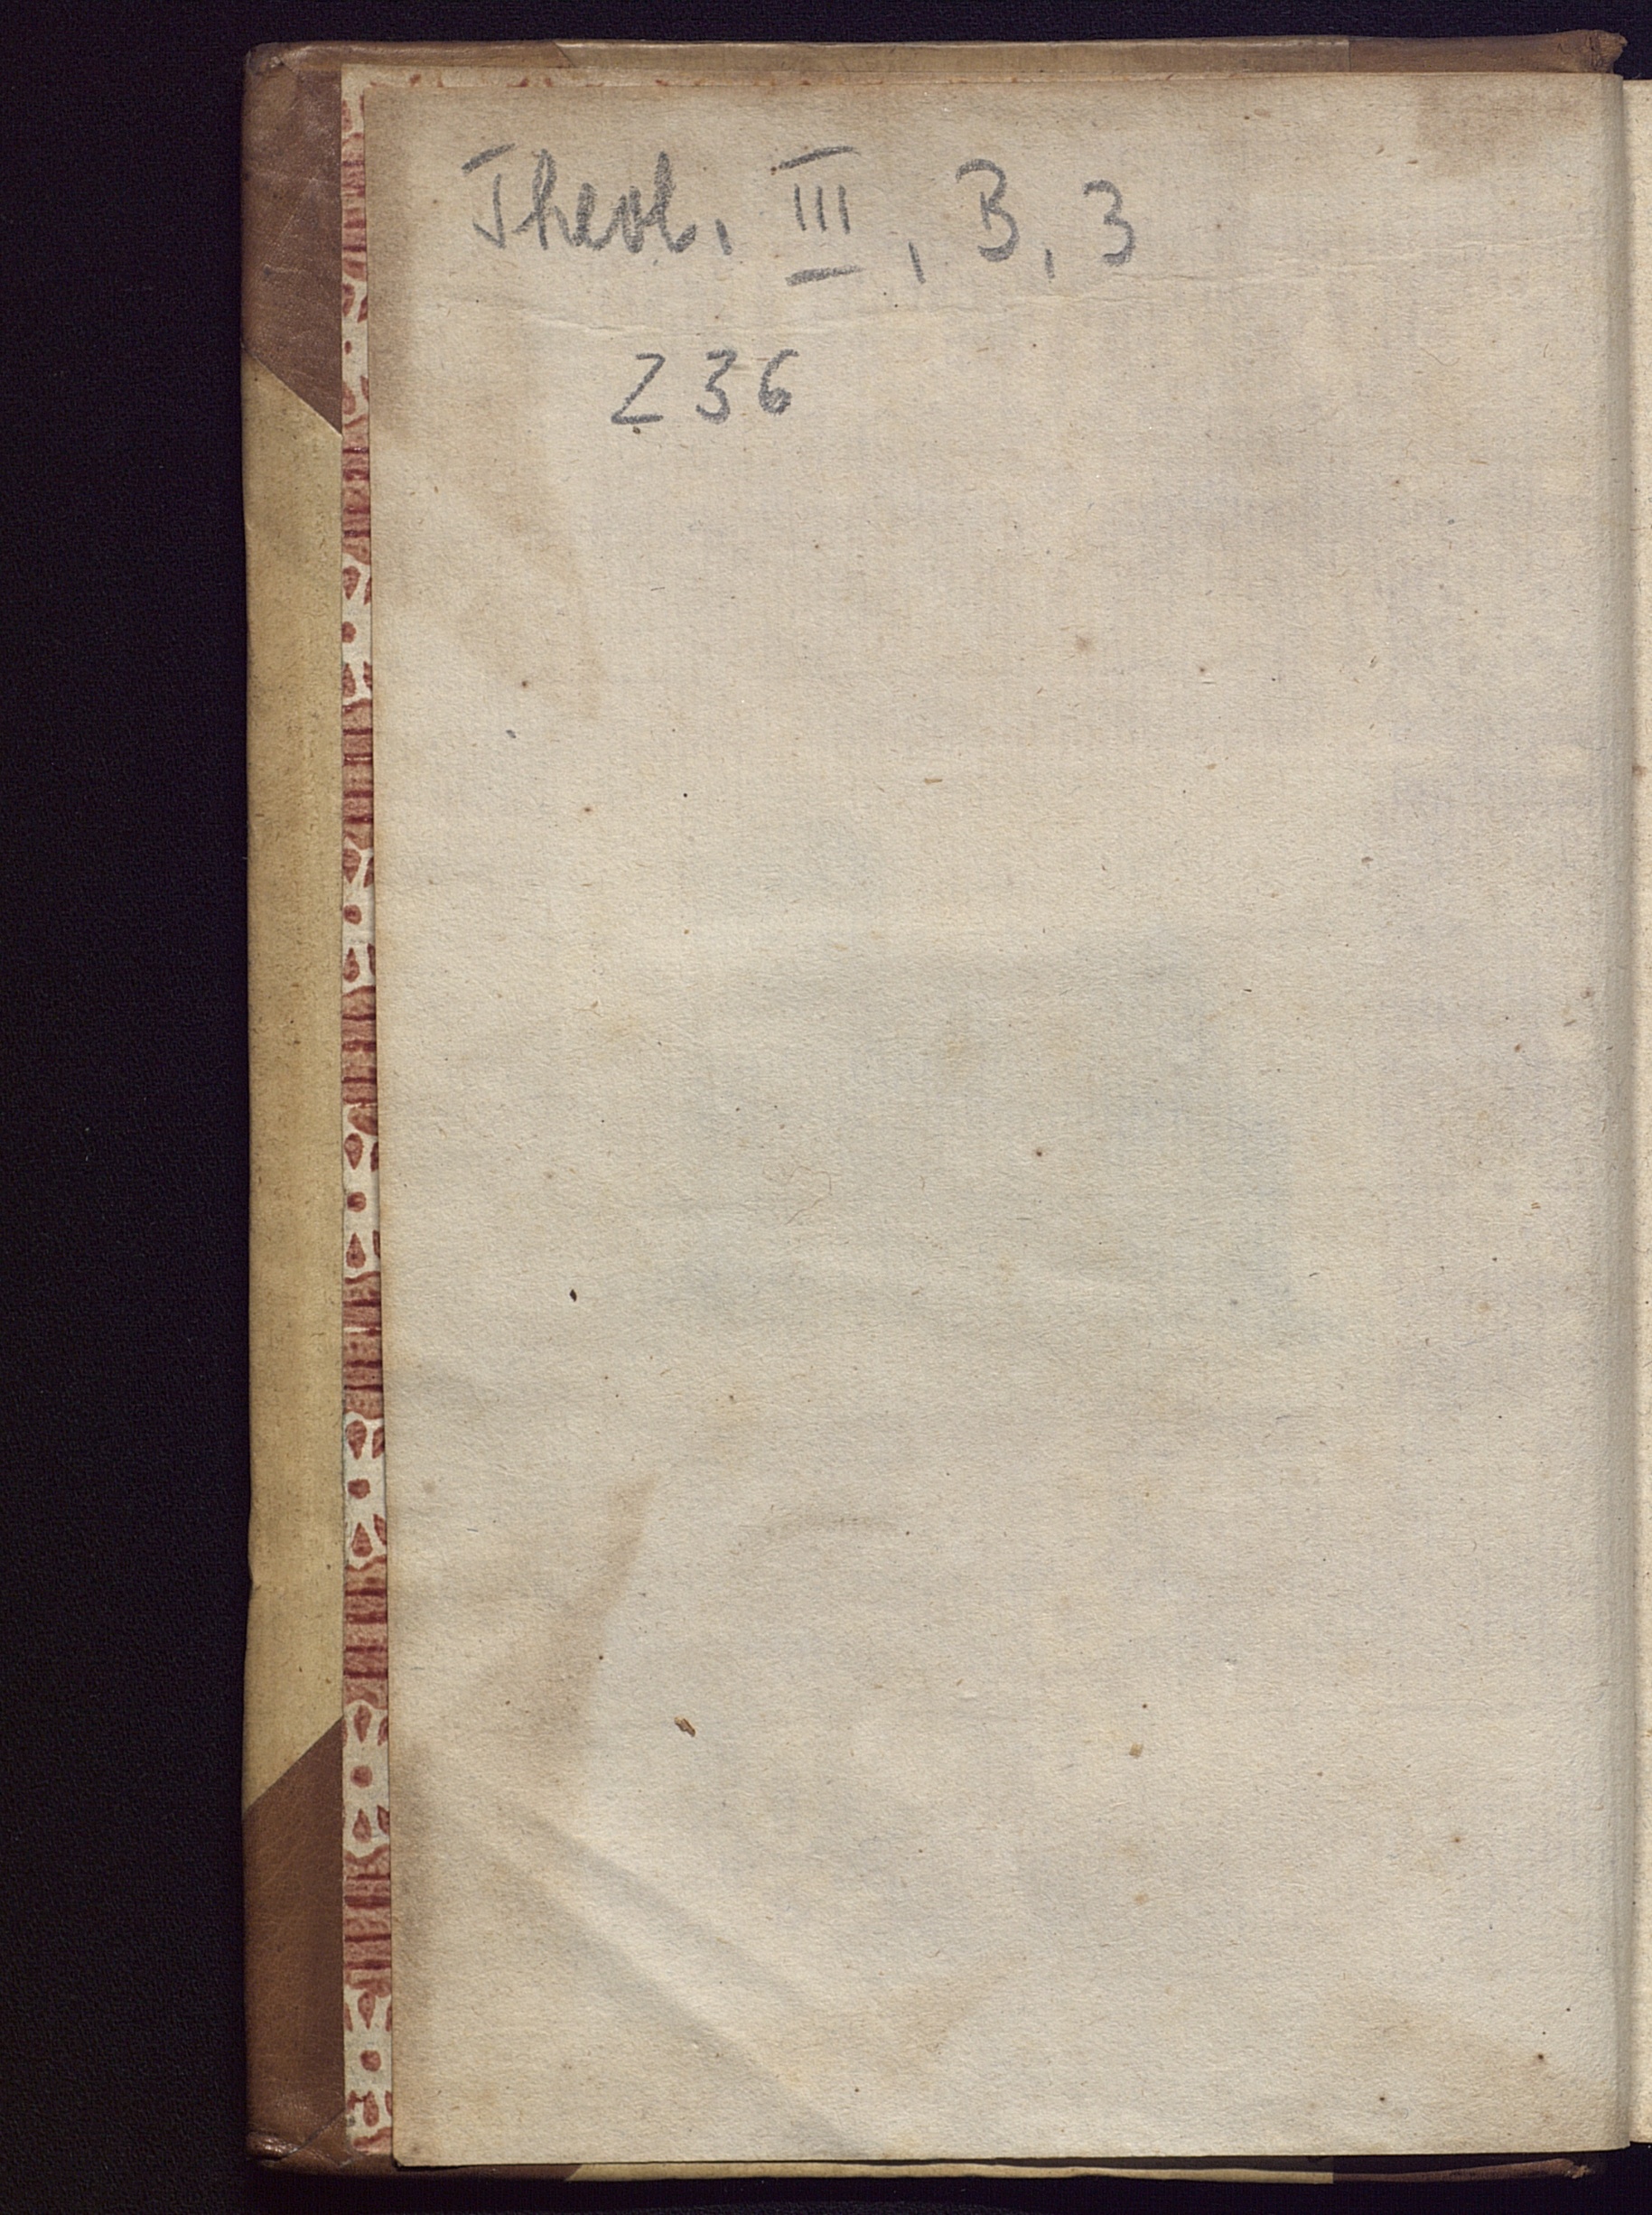 Theol. III, B, 3
236